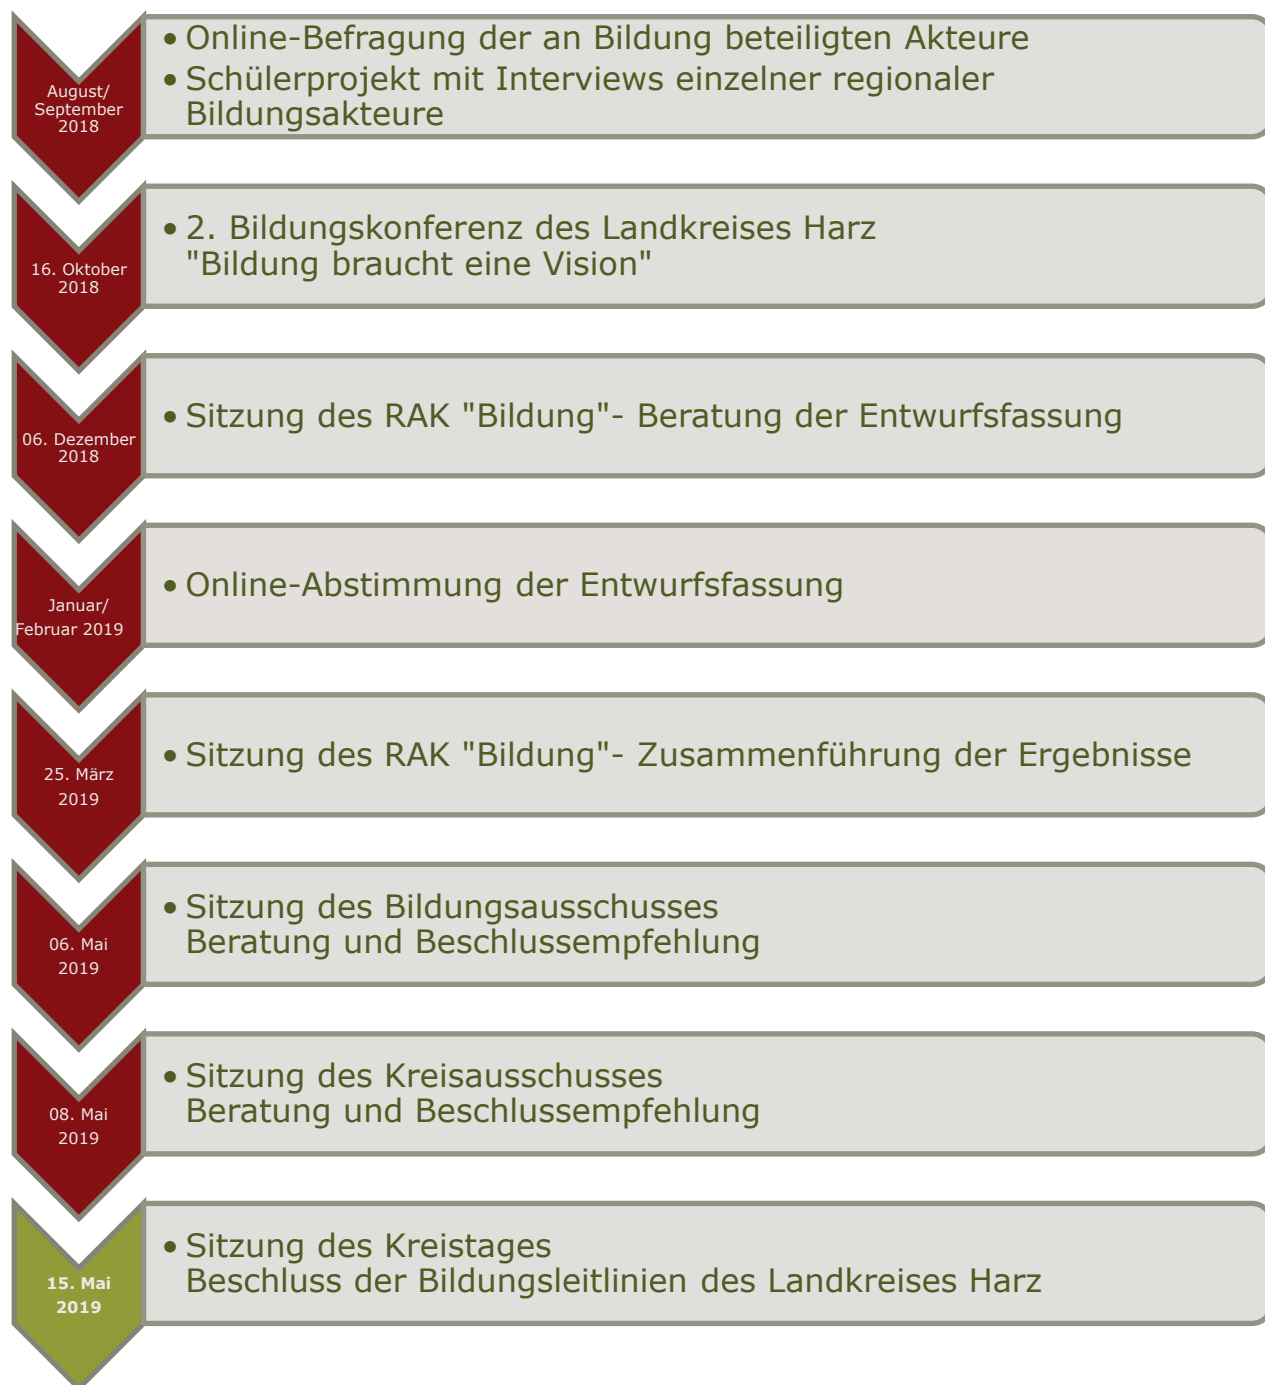 August/
September
2018
• Online-Befragung der an Bildung beteiligten Akteure
• Schülerprojekt mit Interviews einzelner regionaler
Bildungsakteure
16. Oktober
2018
• 2. Bildungskonferenz des Landkreises Harz
"Bildung braucht eine Vision"
06. Dezember
2018
• Sitzung des RAK "Bildung"- Beratung der Entwurfsfassung
Januar/
Februar 2019
• Online-Abstimmung der Entwurfsfassung
25. März
2019
• Sitzung des RAK "Bildung"- Zusammenführung der Ergebnisse
06. Mai
2019
• Sitzung des Bildungsausschusses
Beratung und Beschlussempfehlung
08. Mai
2019
• Sitzung des Kreisausschusses
Beratung und Beschlussempfehlung
15. Mai
2019
• Sitzung des Kreistages
Beschluss der Bildungsleitlinien des Landkreises Harz